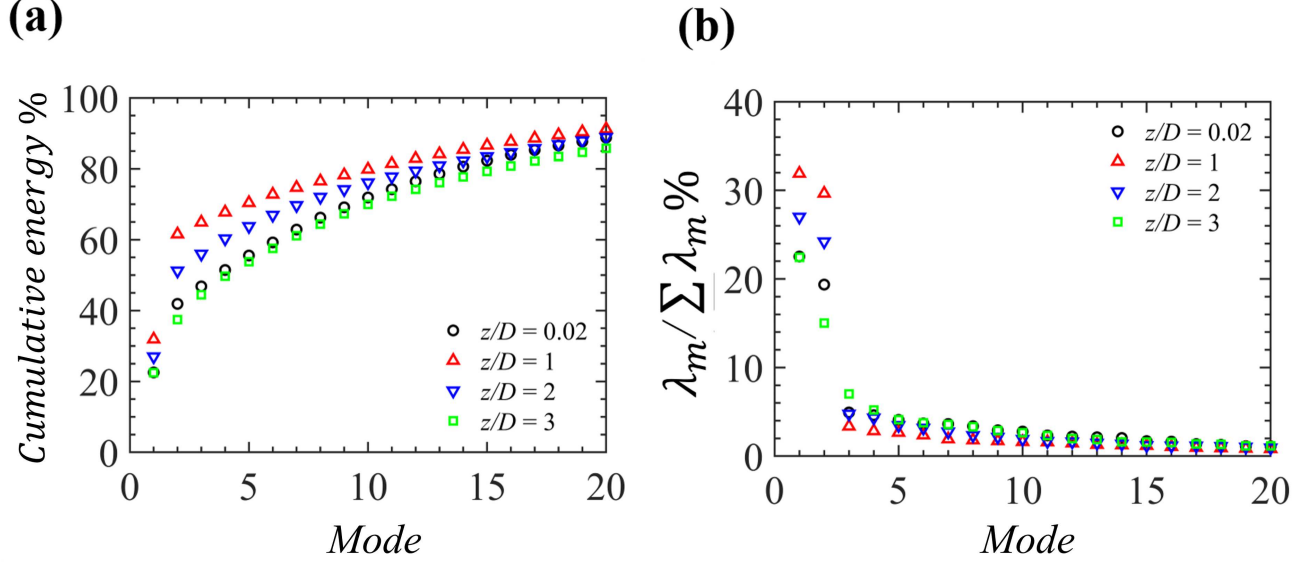 (a)
Cumulative energy %
100
80
60
40
20
0
0 5 10 15 20
Mode
z/D = 0.02
z/D = 1
z/D = 2
z/D = 3
(b)
λm/ ∑ λm%
40
30
20
10
0
0 5 10 15 20
Mode
z/D = 0.02
z/D = 1
z/D = 2
z/D = 3